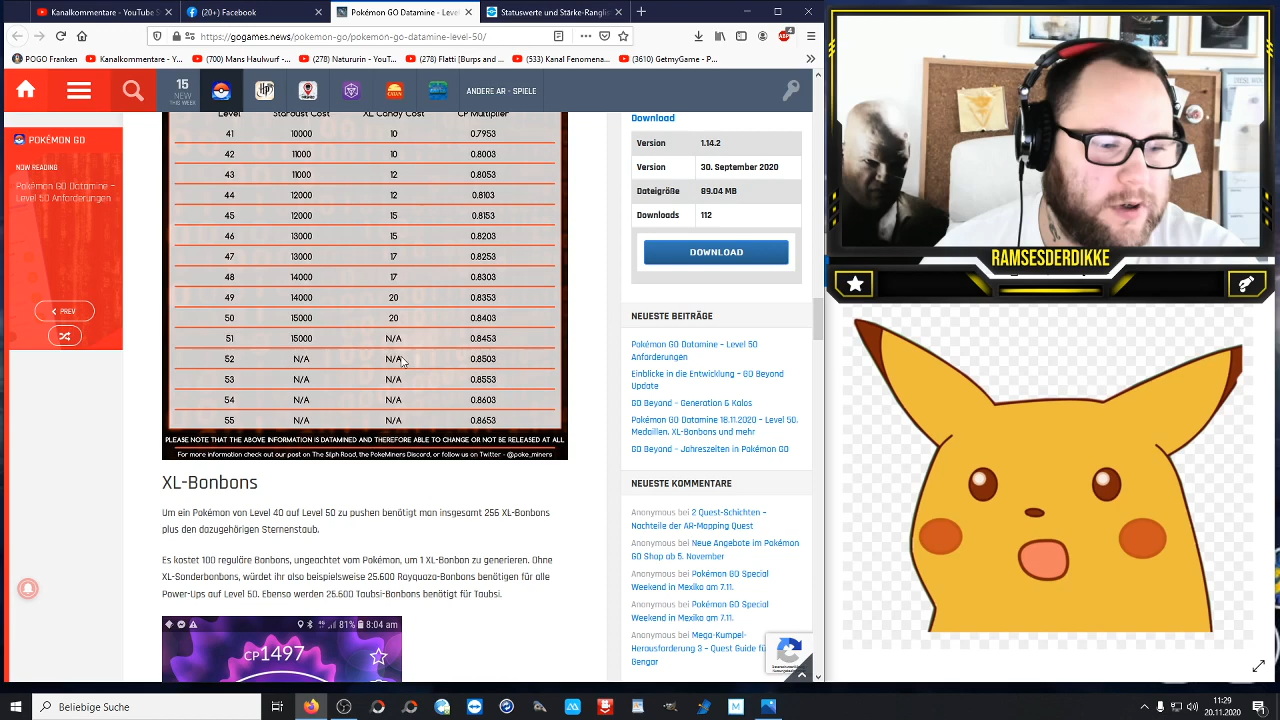 Kanalkommentare - YouTube S
(20+) Facebook
Pokémon GO Datamine - Level
Statuswerte und Stärke-Ranglis
https://gogames.news/pokemon-go/pokemon-go-datamine-level-50/
POGO Franken
Kanalkommentare - Y...
(700) Mans Haulwurf -...
(278) Naturunin - YouT...
(278) Flatti [Burps and ...
(533) Kanal Fenomena...
(3610) GetmyGame - P...
15
NEW
THIS WEEK
ANDERE AR - SPIELE
POKÉMON GO
NOW READING
Pokémon GO Datamine –
Level 50 Anforderungen
PREV
Level Stardust Cost XL Candy Cost CP Multiplier
41 10000 10 0.7953
42 11000 10 0.8003
43 11000 12 0.8053
44 12000 12 0.8103
45 12000 15 0.8153
46 13000 15 0.8203
47 13000 17 0.8253
48 14000 17 0.8303
49 14000 20 0.8353
50 15000 20 0.8403
51 15000 N/A 0.8453
52 N/A N/A 0.8503
53 N/A N/A 0.8553
54 N/A N/A 0.8603
55 N/A N/A 0.8653
PLEASE NOTE THAT THE ABOVE INFORMATION IS DATAMINED AND THEREFORE ABLE TO CHANGE OR NOT BE RELEASED AT ALL
For more information check out our post on The Silph Road, the PokeMiners Discord, or follow us on Twitter - @poke_miners
XL-Bonbons
Um ein Pokémon von Level 40 auf Level 50 zu pushen benötigt man insgesamt 256 XL-Bonbons
plus den dazugehörigen Sternenstaub.
Es kostet 100 reguläre Bonbons, ungeachtet vom Pokémon, um 1 XL-Bonbon zu generieren. Ohne
XL-Sonderbonbons, würdet ihr also beispielsweise 25.600 Rayquaza-Bonbons benötigen für alle
Power-Ups auf Level 50. Ebenso werden 25.600 Taubsi-Bonbons benötigt für Taubsi.
81% 8:04 am
CP1497
Download
Version 1.14.2
Version 30. September 2020
Dateigröße 89.04 MB
Downloads 112
DOWNLOAD
NEUESTE BEITRÄGE
Pokémon GO Datamine – Level 50
Anforderungen
Einblicke in die Entwicklung – GO Beyond
Update
GO Beyond – Generation 6 Kalos
Pokémon GO Datamine 18.11.2020 – Level 50,
Medaillen, XL-Bonbons und mehr
GO Beyond – Jahreszeiten in Pokémon GO
NEUESTE KOMMENTARE
Anonymous bei 2 Quest-Schichten –
Nachteile der AR-Mapping Quest
Anonymous bei Neue Angebote im Pokémon
GO Shop ab 5. November
Anonymous bei Pokémon GO Special
Weekend in Mexiko am 7.11.
Anonymous bei Pokémon GO Special
Weekend in Mexiko am 7.11.
Anonymous bei Mega-Kumpel-
Herausforderung 3 – Quest Guide fü
Bengar
RAMSESDERDIKKE
Suche
Beliebige S
11:29
20.11.2020